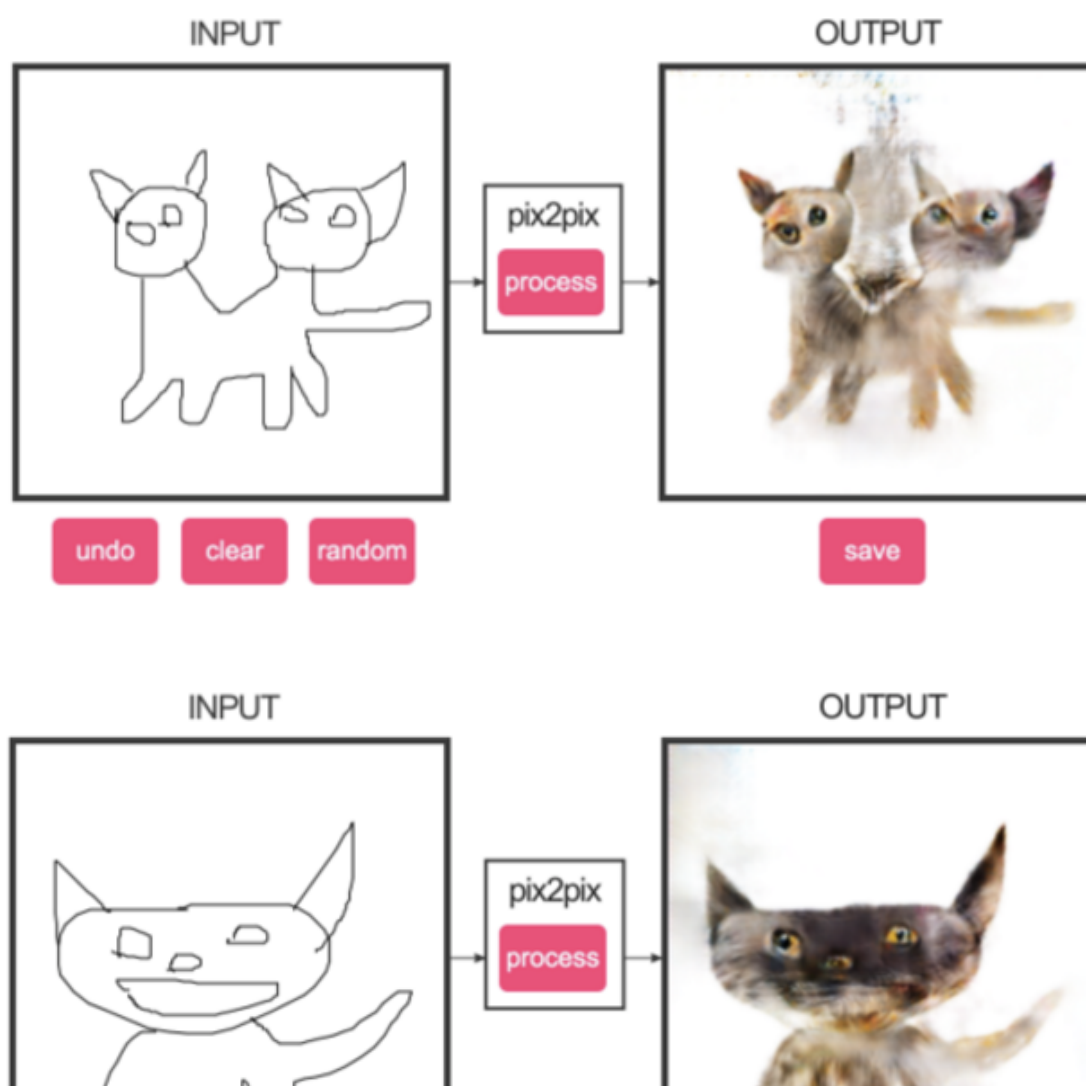 INPUT
OUTPUT
pix2pix
process
undo
clear
random
save
INPUT
OUTPUT
pix2pix
process